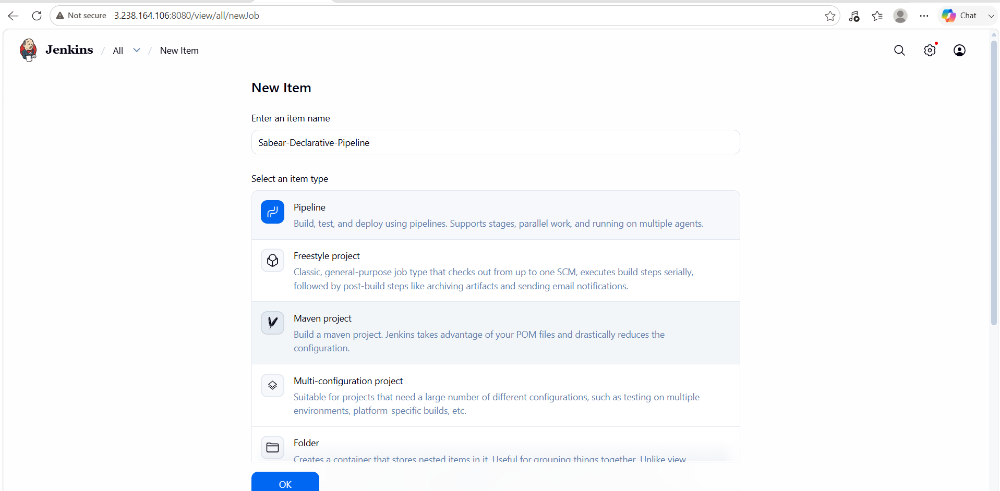 Not secure 3.238.164.106:8080/view/all/newJob
Chat
Jenkins / All / New Item
New Item
Enter an item name
Sabear-Declarative-Pipeline
Select an item type
Pipeline
Build, test, and deploy using pipelines. Supports stages, parallel work, and running on multiple agents.
Freestyle project
Classic, general-purpose job type that checks out from up to one SCM, executes build steps serially,
followed by post-build steps like archiving artifacts and sending email notifications.
Maven project
Build a maven project. Jenkins takes advantage of your POM files and drastically reduces the
configuration.
Multi-configuration project
Suitable for projects that need a large number of different configurations, such as testing on multiple
environments, platform-specific builds, etc.
Folder
Creates a container that stores nested items in it. Useful for grouping things together. Unlike view,
OK